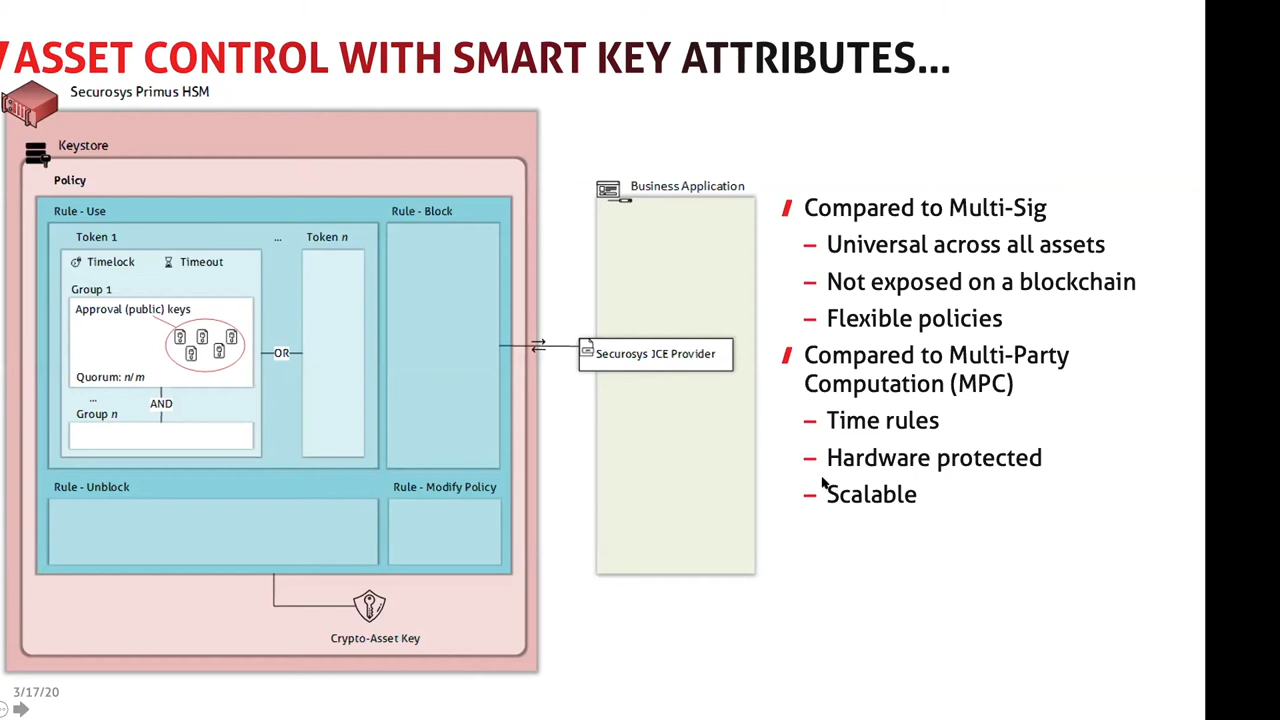 ASSET CONTROL WITH SMART KEY ATTRIBUTES...
Securosys Primus HSM
Keystore
Policy
Rule - Use
Rule - Block
Token 1
...
Token n
Timelock
Timeout
Group 1
Approval (public) keys
Quorum: n/m
OR
...
AND
Group n
Rule - Unblock
Rule - Modify Policy
Crypto-Asset Key
Business Application
Securosys JCE Provider
Compared to Multi-Sig
– Universal across all assets
– Not exposed on a blockchain
– Flexible policies
Compared to Multi-Party
Computation (MPC)
– Time rules
– Hardware protected
– Scalable
3/17/20